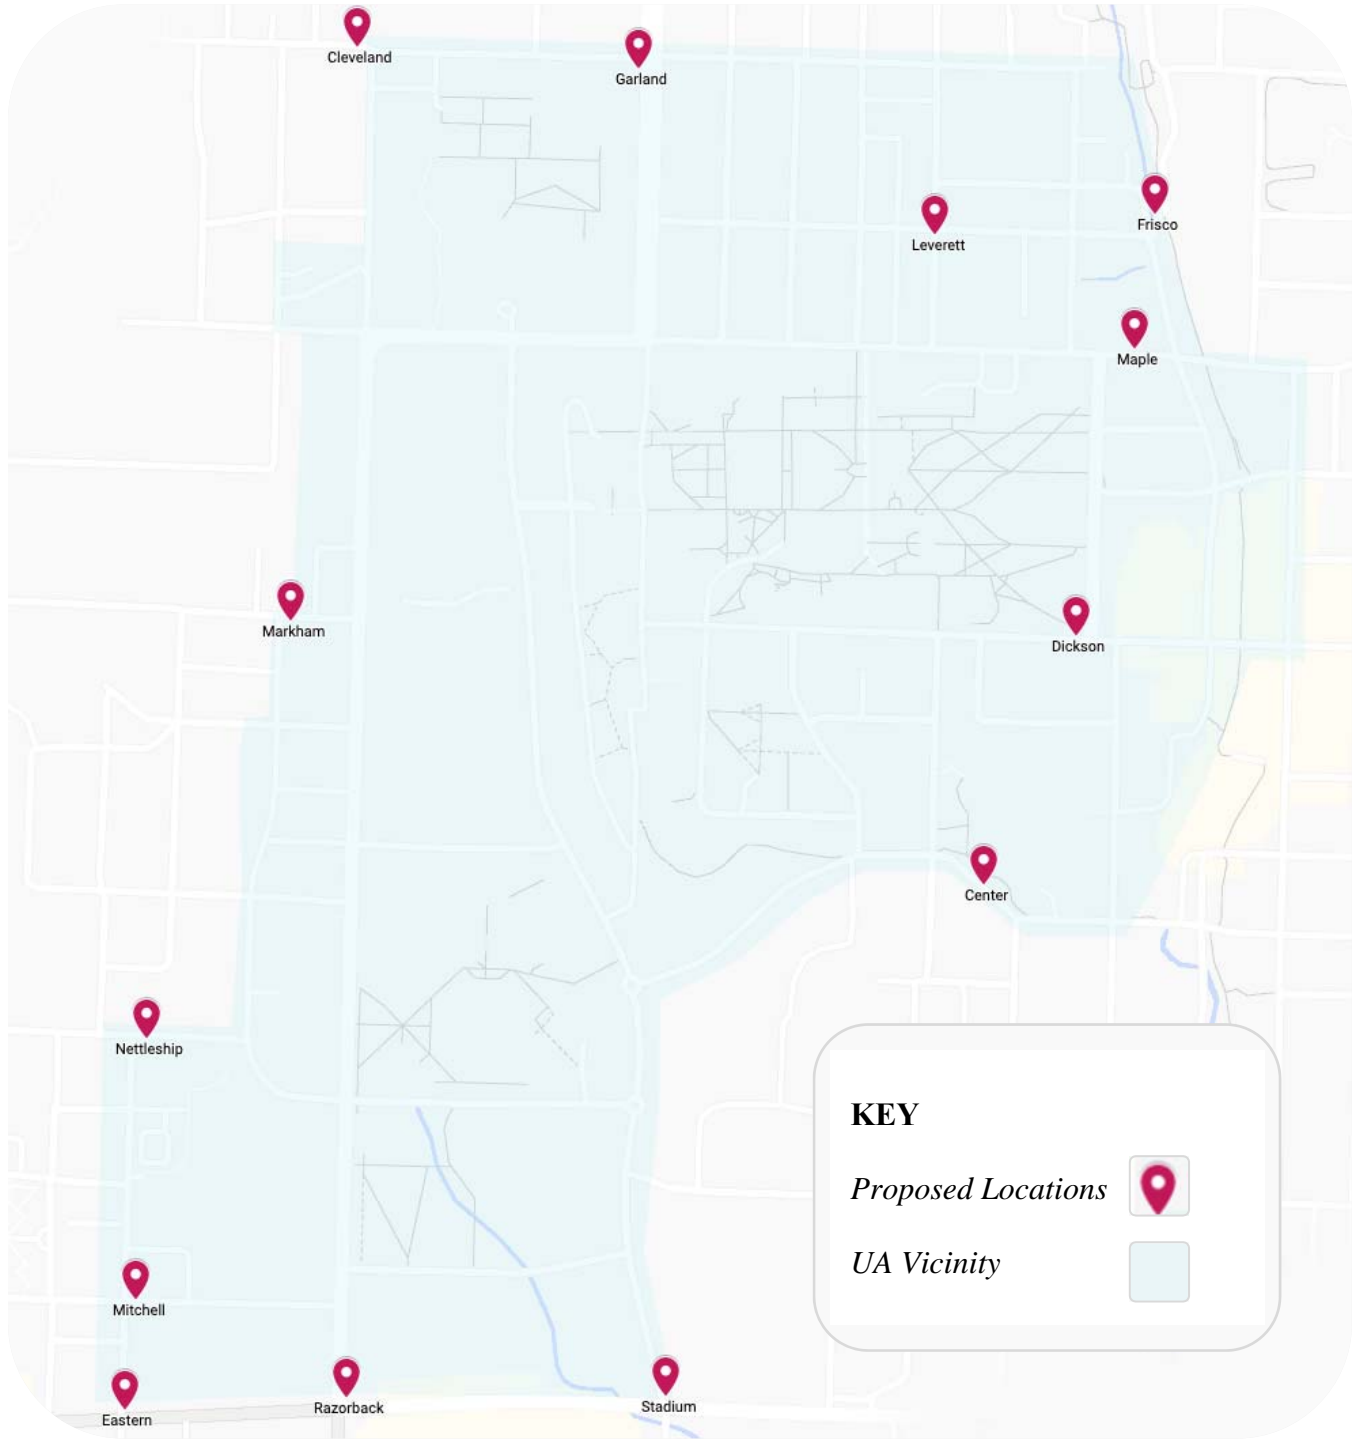 Cleveland
Garland
Frisco
Leverett
Maple
Markham
Dickson
Center
Nettleship
KEY
Proposed Locations
UA Vicinity
Mitchell
Razorback
Stadium
Eastern